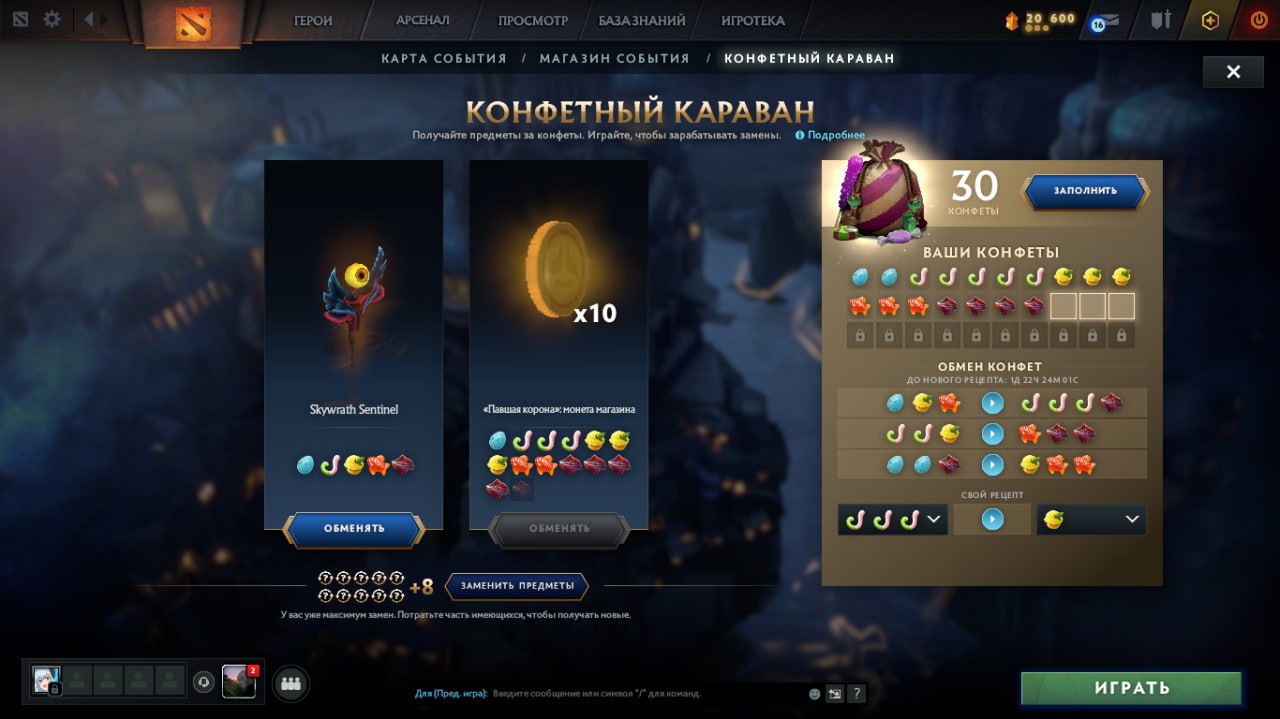 ГЕРОИ АРСЕНАЛ ПРОСМОТР БАЗА ЗНАНИЙ ИГРОТЕКА 20 600 16
КАРТА СОБЫТИЯ / МАГАЗИН СОБЫТИЯ / КОНФЕТНЫЙ КАРАВАН
КОНФЕТНЫЙ КАРАВАН
Получайте предметы за конфеты. Играйте, чтобы зарабатывать замены. Подробнее
30
КОНФЕТЫ
ЗАПОЛНИТЬ
ВАШИ КОНФЕТЫ
x10
ОБМЕН КОНФЕТ
ДО НОВОГО РЕЦЕПТА: 1Д 22Ч 24М 01С
Skywrath Sentinel
«Павшая корона»: монета магазина
СВОЙ РЕЦЕПТ
ОБМЕНЯТЬ
ОБМЕНЯТЬ
+8
ЗАМЕНИТЬ ПРЕДМЕТЫ
У вас уже максимум замен. Потратьте часть имеющихся, чтобы получать новые.
2
Для (Пред. игра): Введите сообщение или символ "/" для команд.
?
ИГРАТЬ